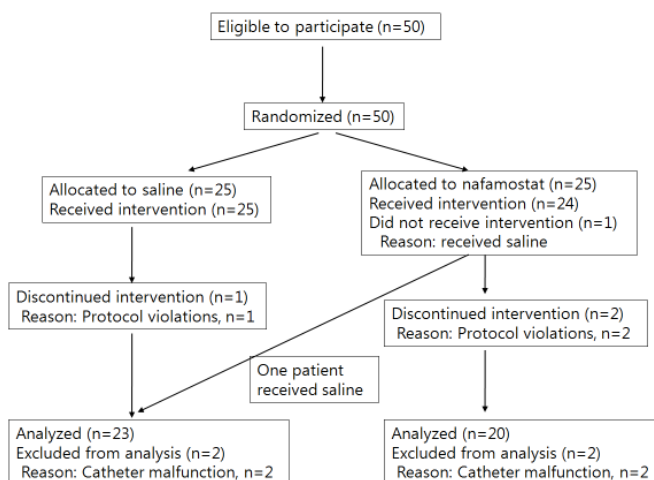 Eligible to participate (n=50)
Randomized (n=50)
Allocated to saline (n=25)
Received intervention (n=25)
Allocated to nafamostat (n=25)
Received intervention (n=24)
Did not receive intervention (n=1)
Reason: received saline
Discontinued intervention (n=1)
Reason: Protocol violations, n=1
Discontinued intervention (n=2)
Reason: Protocol violations, n=2
One patient
received saline
Analyzed (n=23)
Excluded from analysis (n=2)
Reason: Catheter malfunction, n=2
Analyzed (n=20)
Excluded from analysis (n=2)
Reason: Catheter malfunction, n=2